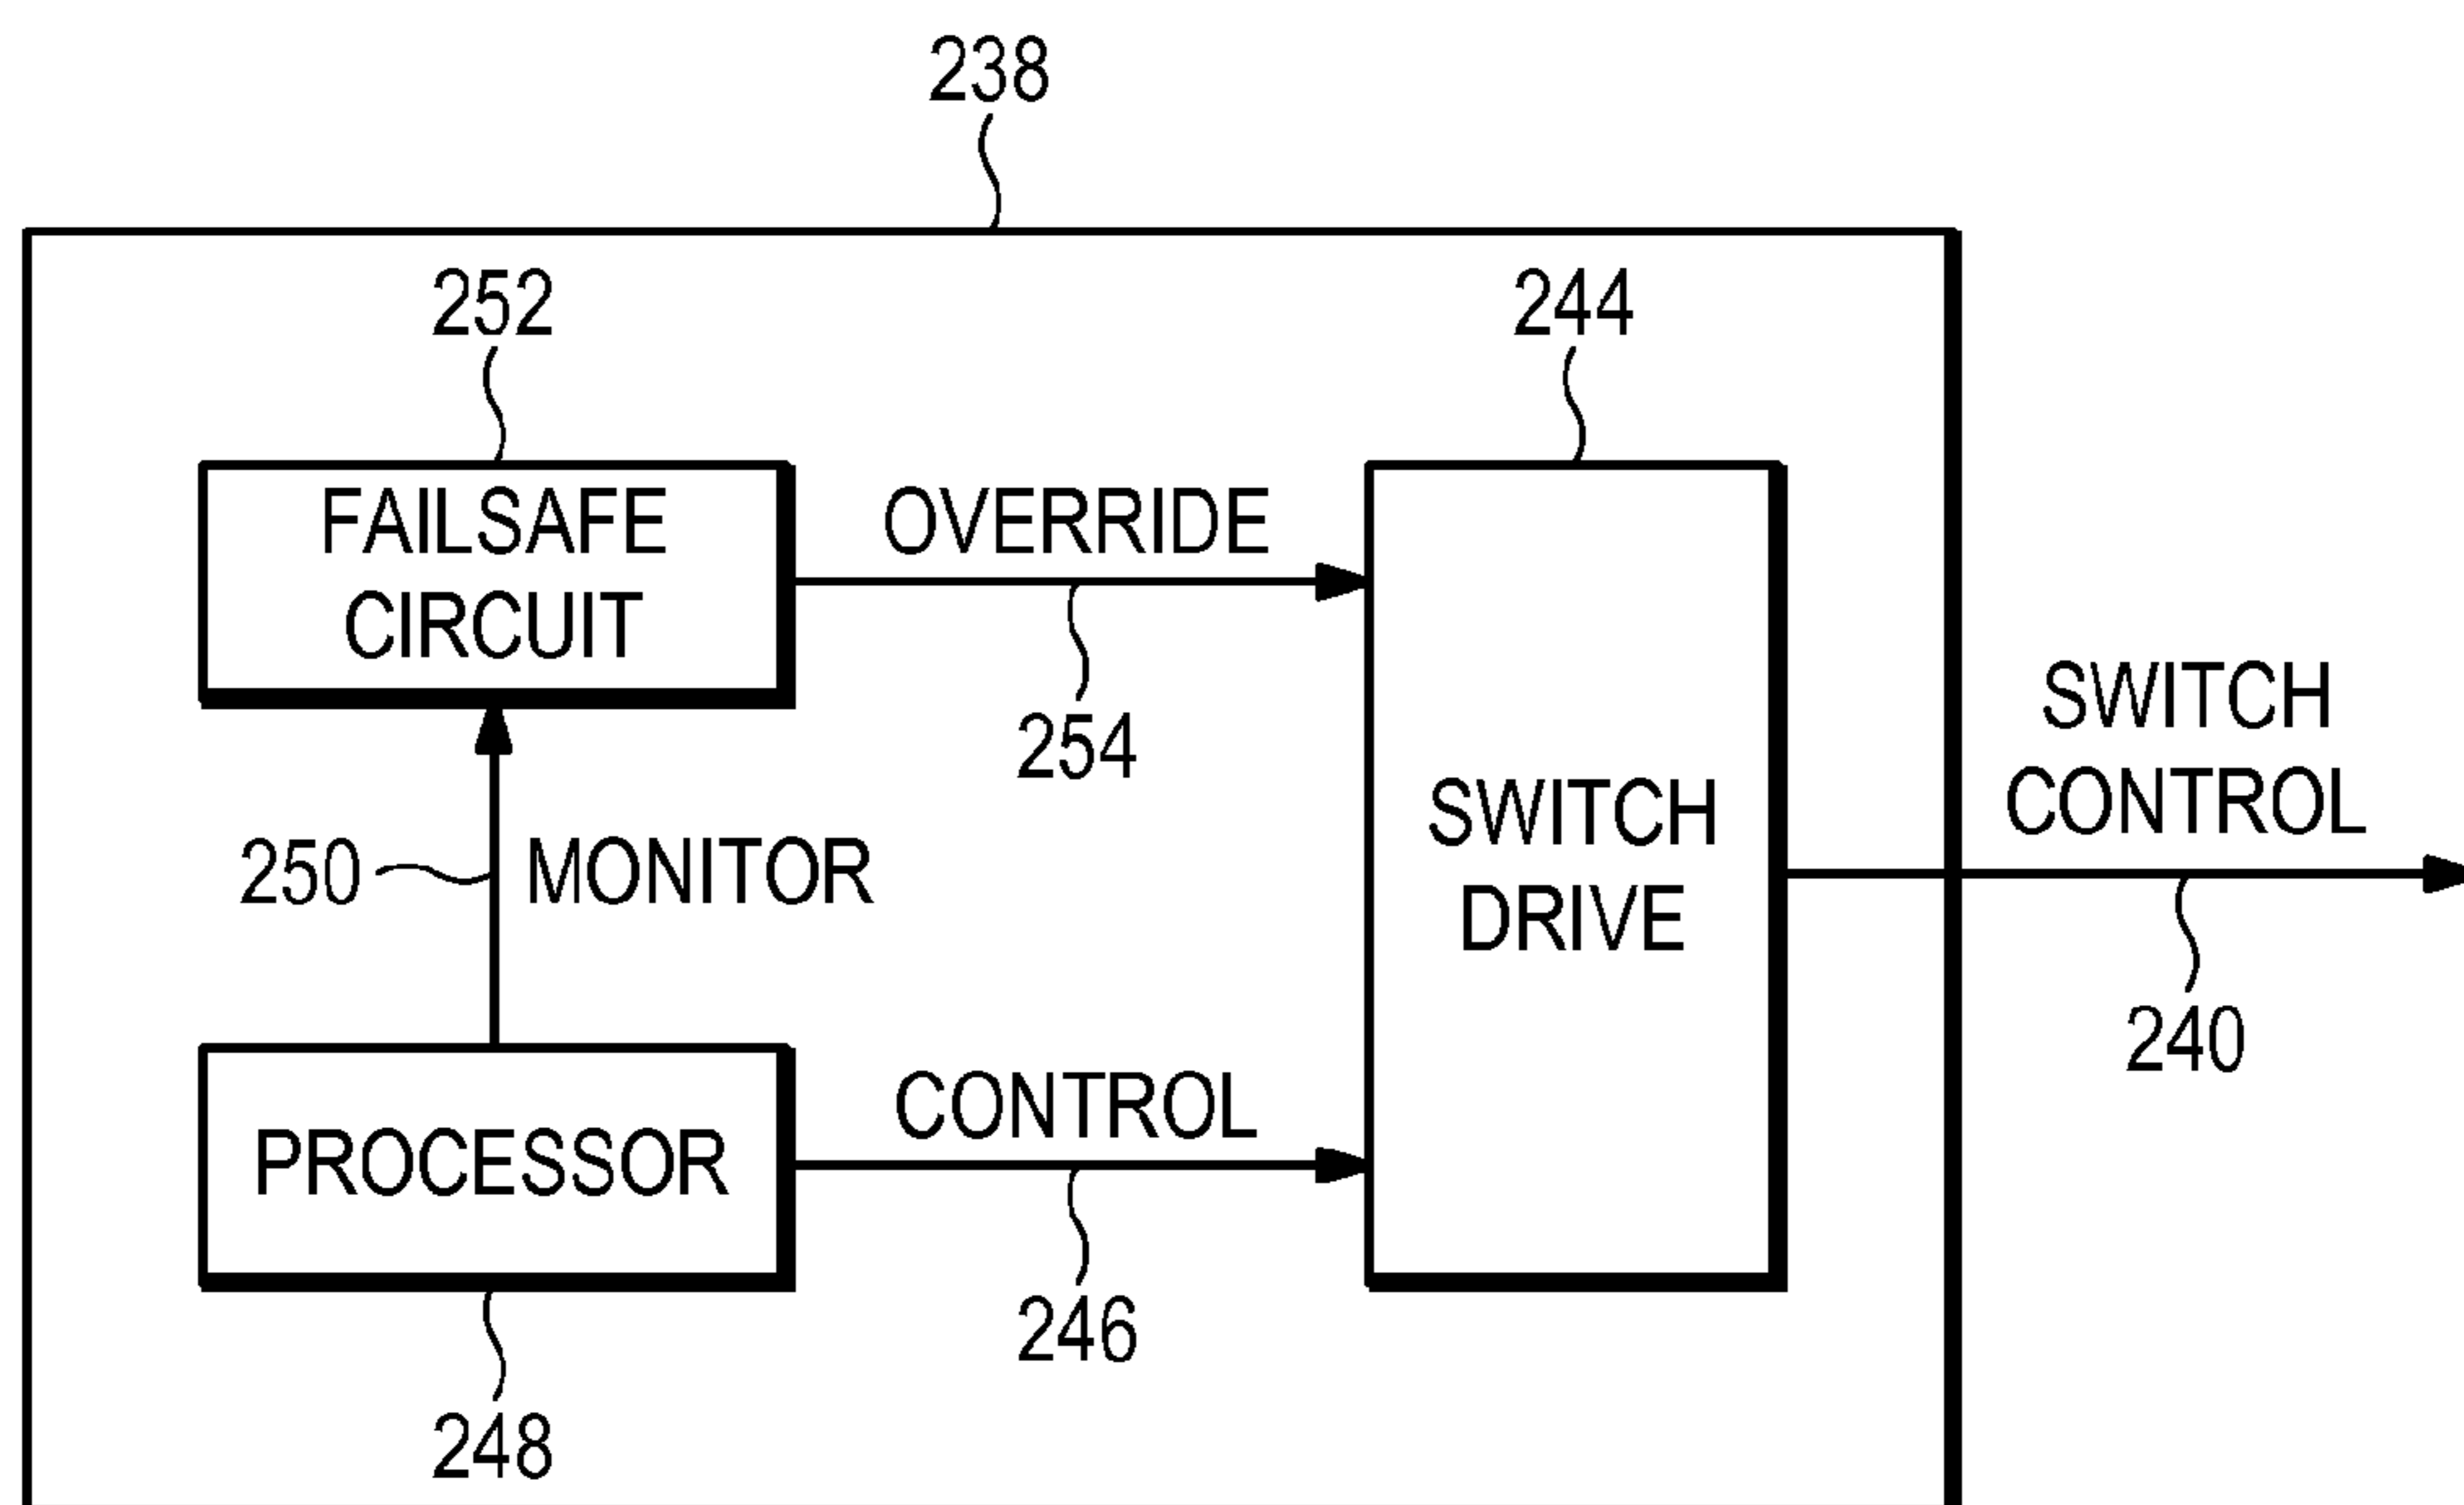 238
252
244
FAILSAFE
CIRCUIT
OVERRIDE
254
SWITCH
CONTROL
250
MONITOR
SWITCH
DRIVE
240
PROCESSOR
CONTROL
246
248